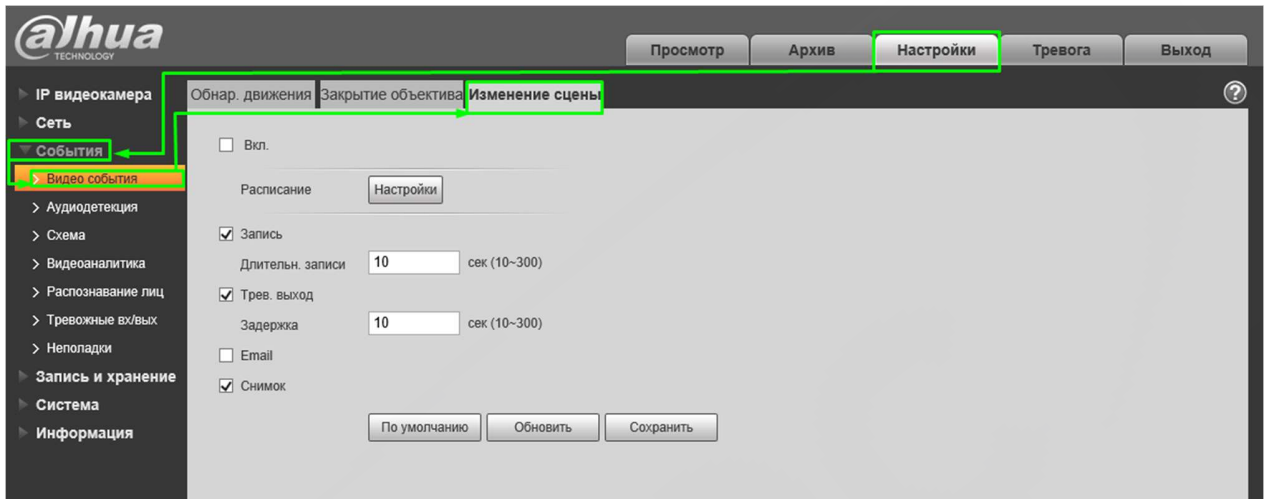 alhua
TECHNOLOGY
Просмотр Архив Настройки Тревога Выход
IP видеокамера
Сеть
События
Видео события
Аудиодетекция
Схема
Видеоаналитика
Распознавание лиц
Тревожные вх/вых
Неполадки
Запись и хранение
Система
Информация
Обнар. движения Закрытие объектива Изменение сцены
?
Вкл.
Расписание Настройки
Запись
Длительн. записи 10 сек (10~300)
Трев. выход
Задержка 10 сек (10~300)
Email
Снимок
По умолчанию Обновить Сохранить